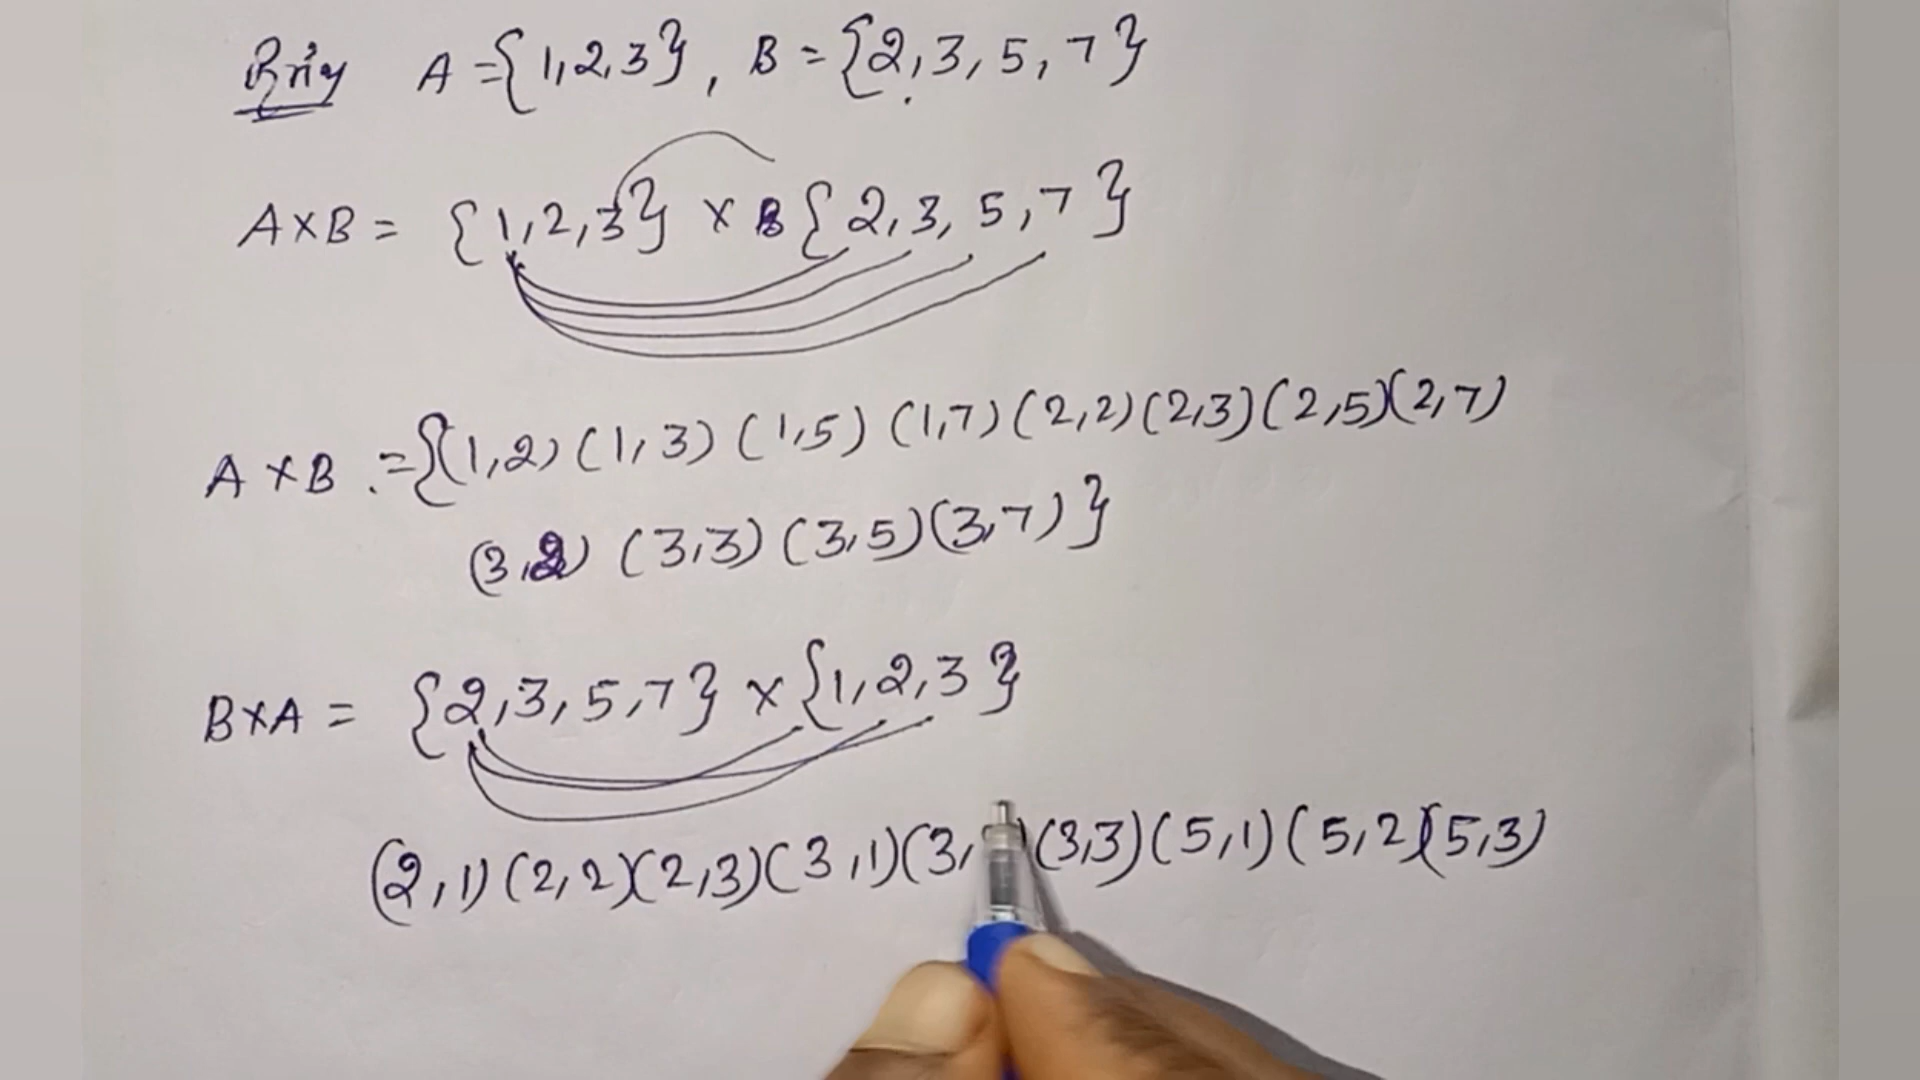 A = {1,2,3}, B = {2,3,5,7}
A×B = {1,2,3} × {2,3,5,7}
A×B = {(1,2)(1,3)(1,5)(1,7)(2,2)(2,3)(2,5)(2,7)
(3,2)(3,3)(3,5)(3,7)}
B×A = {2,3,5,7} × {1,2,3}
(2,1)(2,2)(2,3)(3,1)(3, )(3,3)(5,1)(5,2)(5,3)